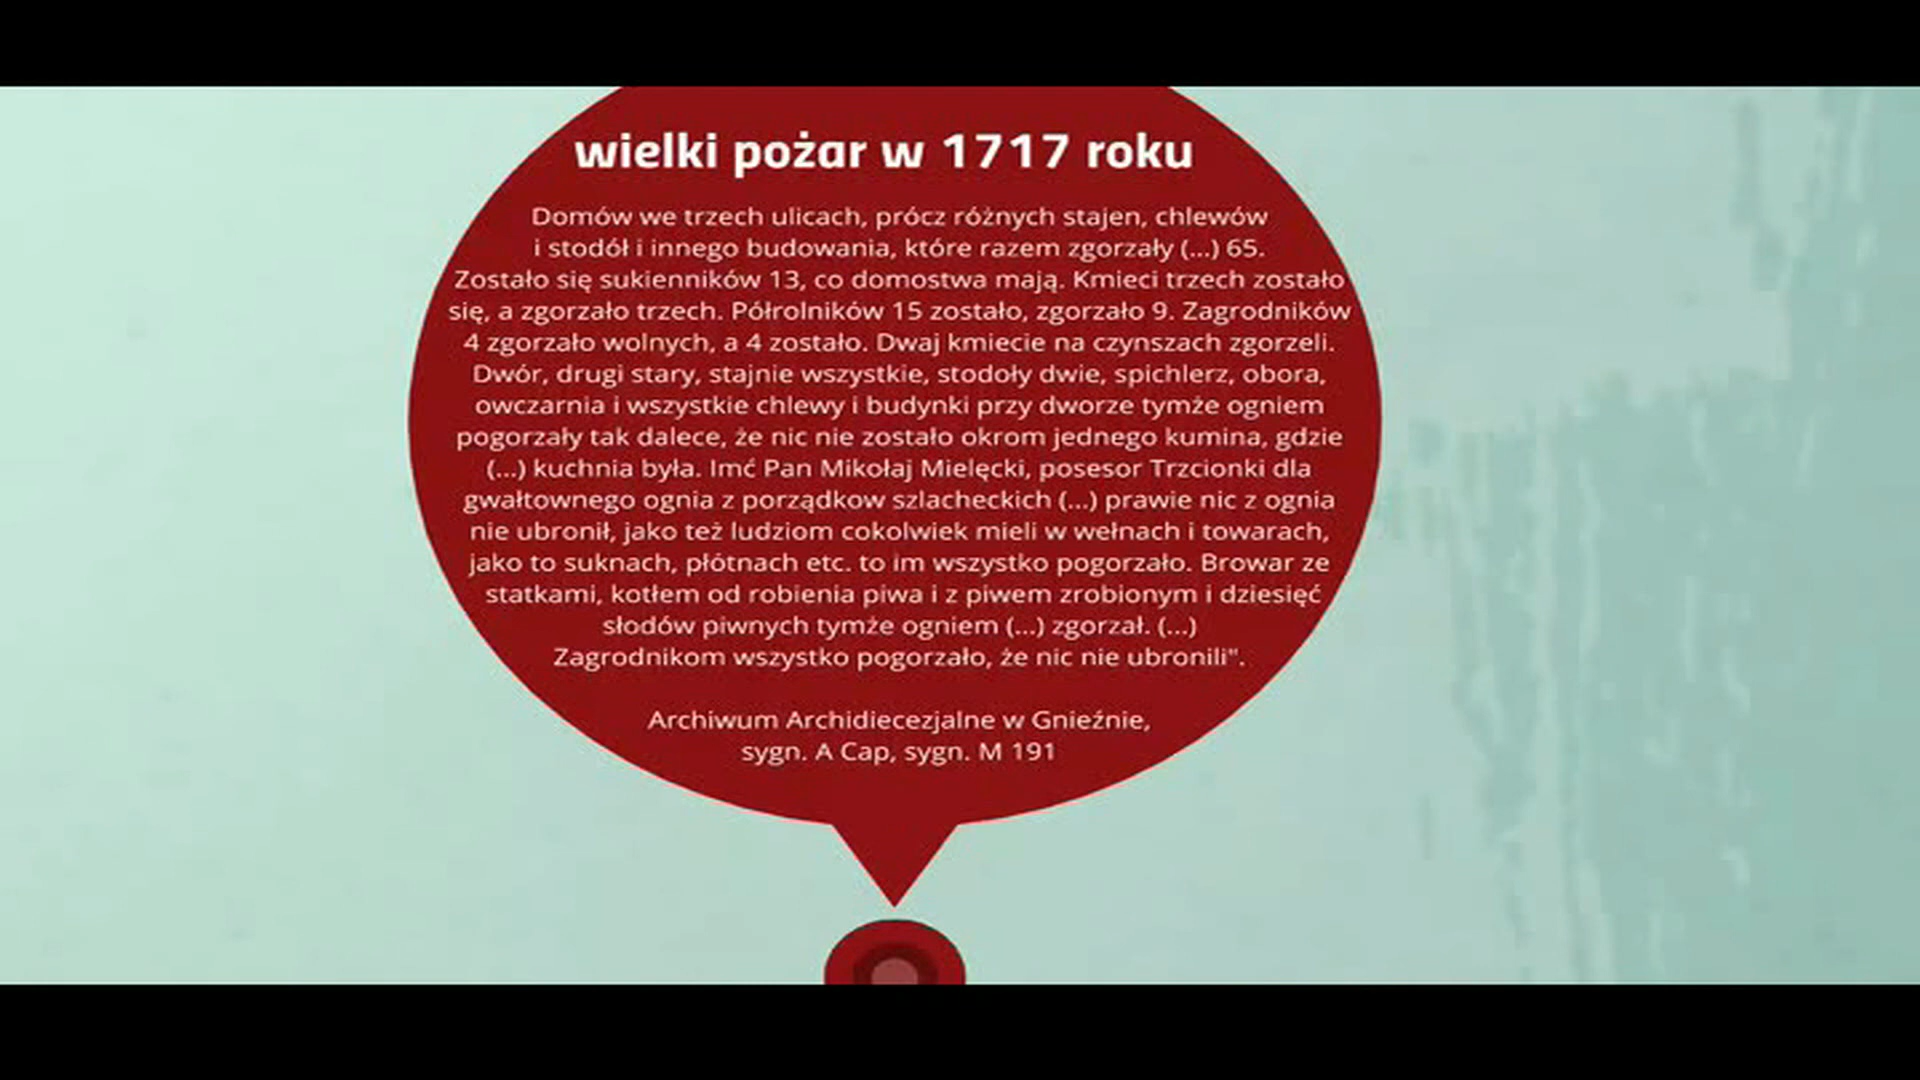 wielki pożar w 1717 roku
Domów we trzech ulicach, prócz różnych stajen, chlewów
i stodół i innego budowania, które razem zgorzały (...) 65.
Zostało się sukienników 13, co domostwa mają. Kmieci trzech zostało
się, a zgorzało trzech. Półrolników 15 zostało, zgorzało 9. Zagrodników
4 zgorzało wolnych, a 4 zostało. Dwaj kmiecie na czynszach zgorzeli.
Dwór, drugi stary, stajnie wszystkie, stodoły dwie, spichlerz, obora,
owczarnia i wszystkie chlewy i budynki przy dworze tymże ogniem
pogorzały tak dalece, że nic nie zostało okrom jednego kumina, gdzie
(...) kuchnia była. Imć Pan Mikołaj Mielęcki, posesor Trzcionki dla
gwałtownego ognia z porządkow szlacheckich (...) prawie nic z ognia
nie ubronił, jako też ludziom cokolwiek mieli w wełnach i towarach,
jako to suknach, płótnach etc. to im wszystko pogorzało. Browar ze
statkami, kotłem od robienia piwa i z piwem zrobionym i dziesięć
słodów piwnych tymże ogniem (...) zgorzał. (...)
Zagrodnikom wszystko pogorzało, że nic nie ubronili".
Archiwum Archidiecezjalne w Gnieźnie,
sygn. A Cap, sygn. M 191